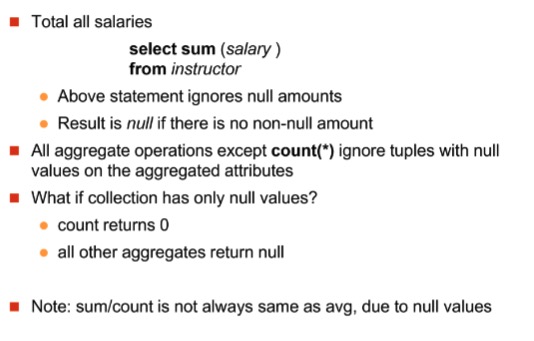 Total all salaries
select sum (salary )
from instructor
Above statement ignores null amounts
Result is null if there is no non-null amount
All aggregate operations except count(*) ignore tuples with null
values on the aggregated attributes
What if collection has only null values?
count returns 0
all other aggregates return null
Note: sum/count is not always same as avg, due to null values